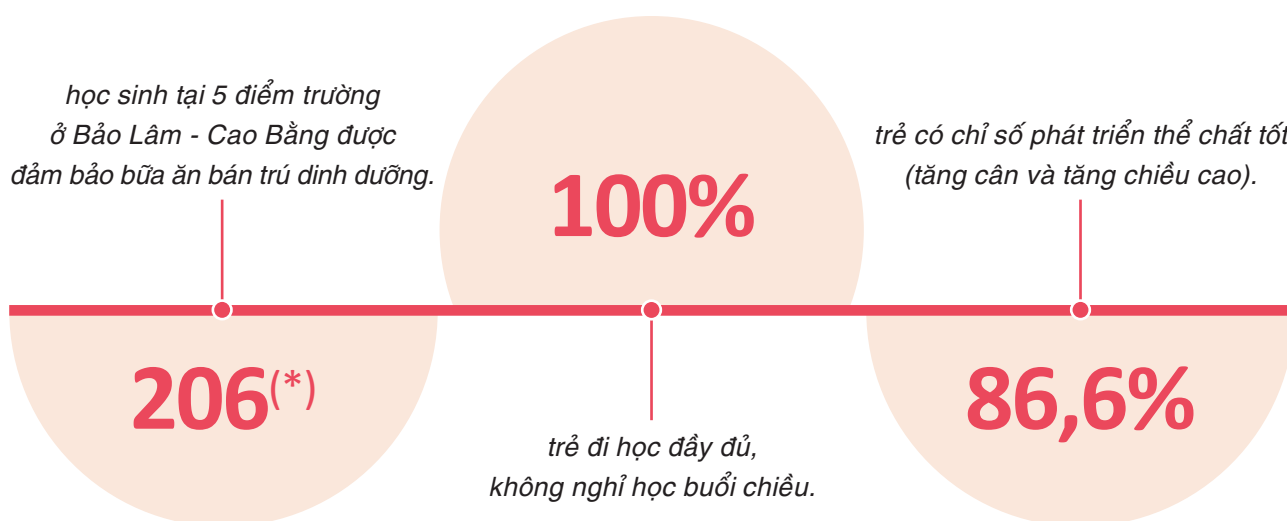 học sinh tại 5 điểm trường
ở Bảo Lâm - Cao Bằng được
đảm bảo bữa ăn bán trú dinh dưỡng.
206(*)
100%
trẻ đi học đầy đủ,
không nghỉ học buổi chiều.
trẻ có chỉ số phát triển thể chất tốt
(tăng cân và tăng chiều cao).
86,6%